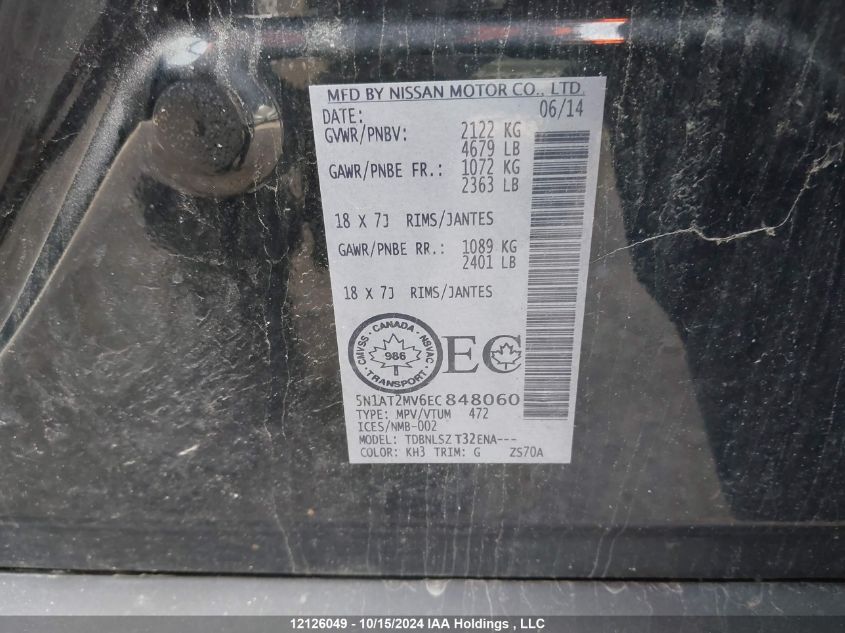 MFD BY NISSAN MOTOR CO., LTD.
DATE: 06/14
GVWR/PNBV: 2122 KG
4679 LB
GAWR/PNBE FR.: 1072 KG
2363 LB
18 X 7J RIMS/JANTES
GAWR/PNBE RR.: 1089 KG
2401 LB
18 X 7J RIMS/JANTES
CMVSS · CANADA · NSVAC
986
TRANSPORT
EC
5N1AT2MV6EC848060
TYPE: MPV/VTUM 472
ICES/NMB-002
MODEL: TDBNLSZ T32ENA---
COLOR: KH3 TRIM: G ZS70A
12126049 - 10/15/2024 IAA Holdings , LLC